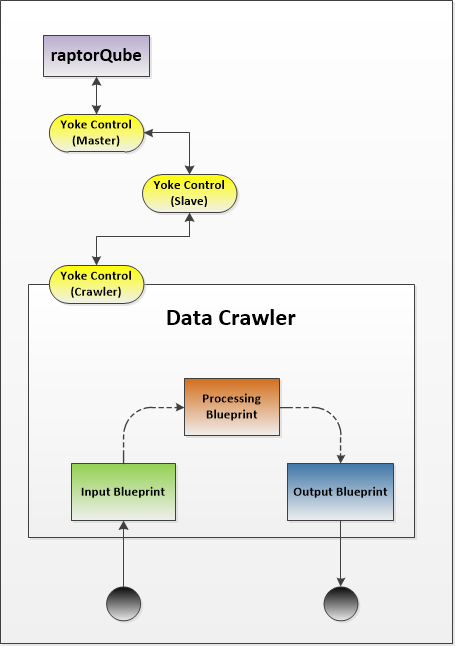 raptorQube
Yoke Control
(Master)
Yoke Control
(Slave)
Yoke Control
(Crawler)
Data Crawler
Processing
Blueprint
Input Blueprint
Output Blueprint